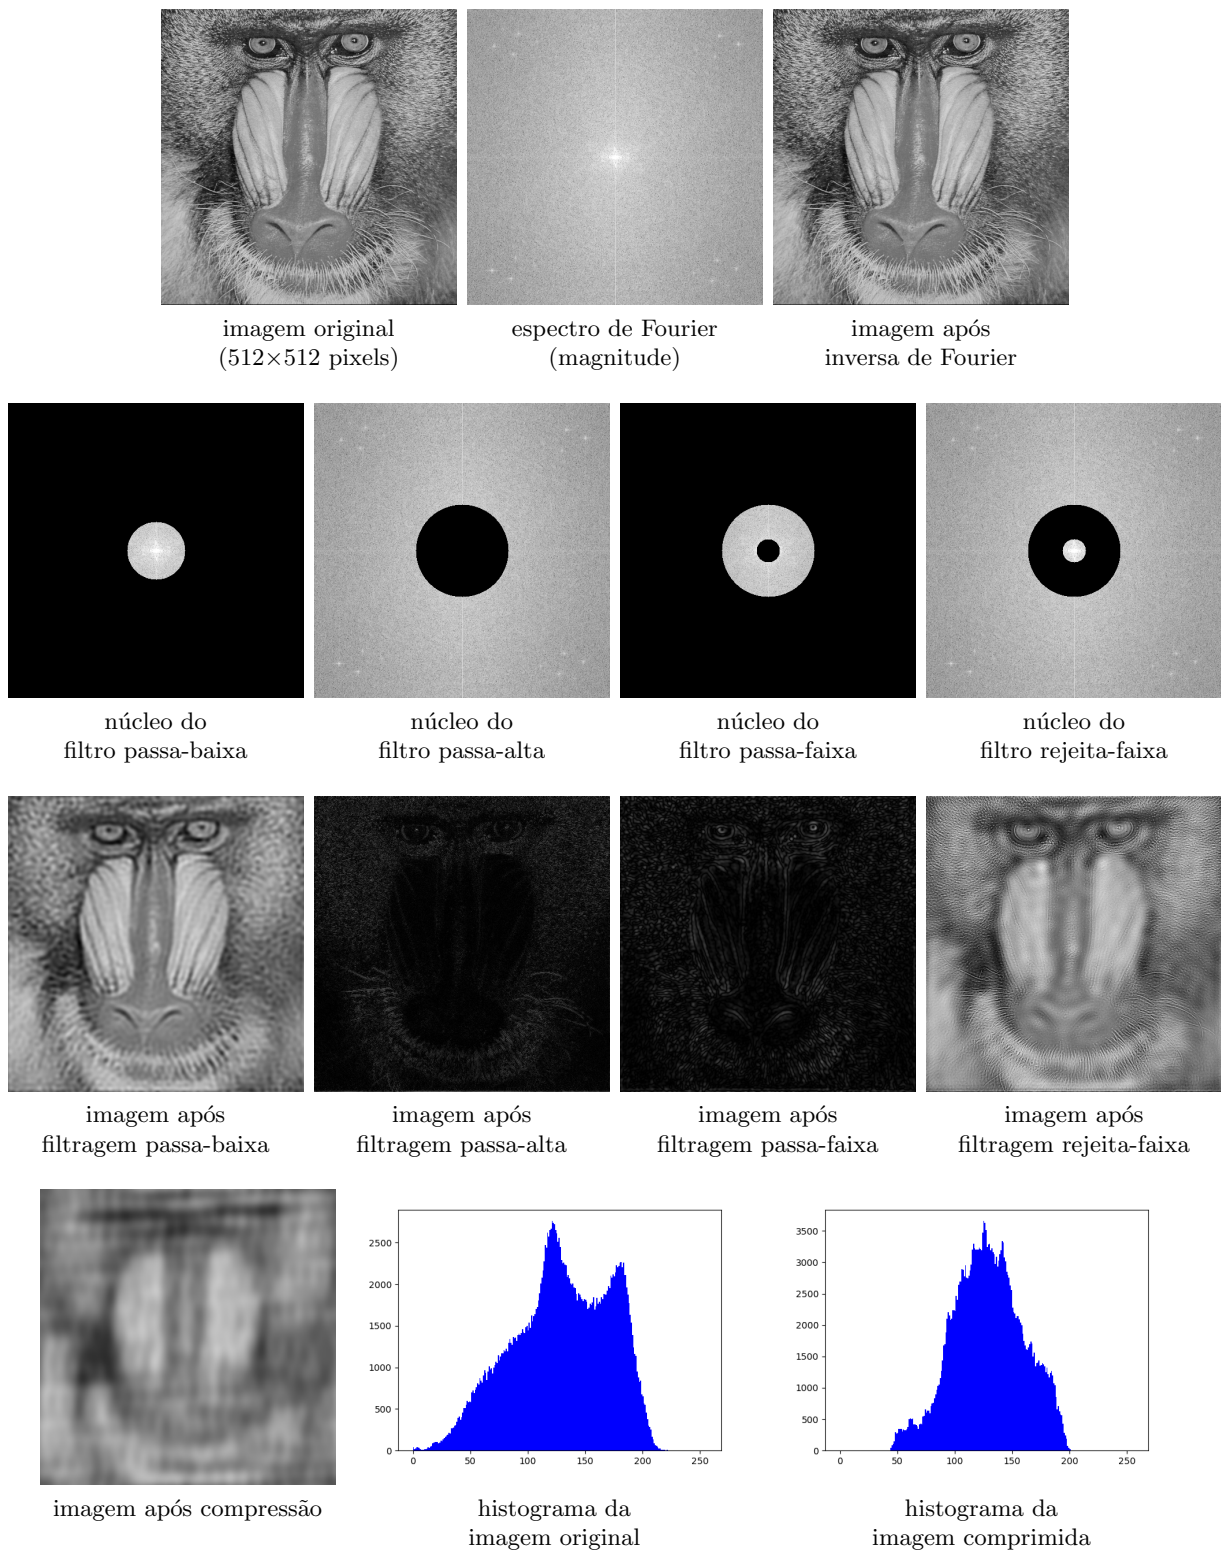 imagem original
(512×512 pixels)
espectro de Fourier
(magnitude)
imagem após
inversa de Fourier
núcleo do
filtro passa-baixa
núcleo do
filtro passa-alta
núcleo do
filtro passa-faixa
núcleo do
filtro rejeita-faixa
imagem após
filtragem passa-baixa
imagem após
filtragem passa-alta
imagem após
filtragem passa-faixa
imagem após
filtragem rejeita-faixa
imagem após compressão
2500
2000
1500
1000
500
0
0 50 100 150 200 250
histograma da
imagem original
3500
3000
2500
2000
1500
1000
500
0
0 50 100 150 200 250
histograma da
imagem comprimida